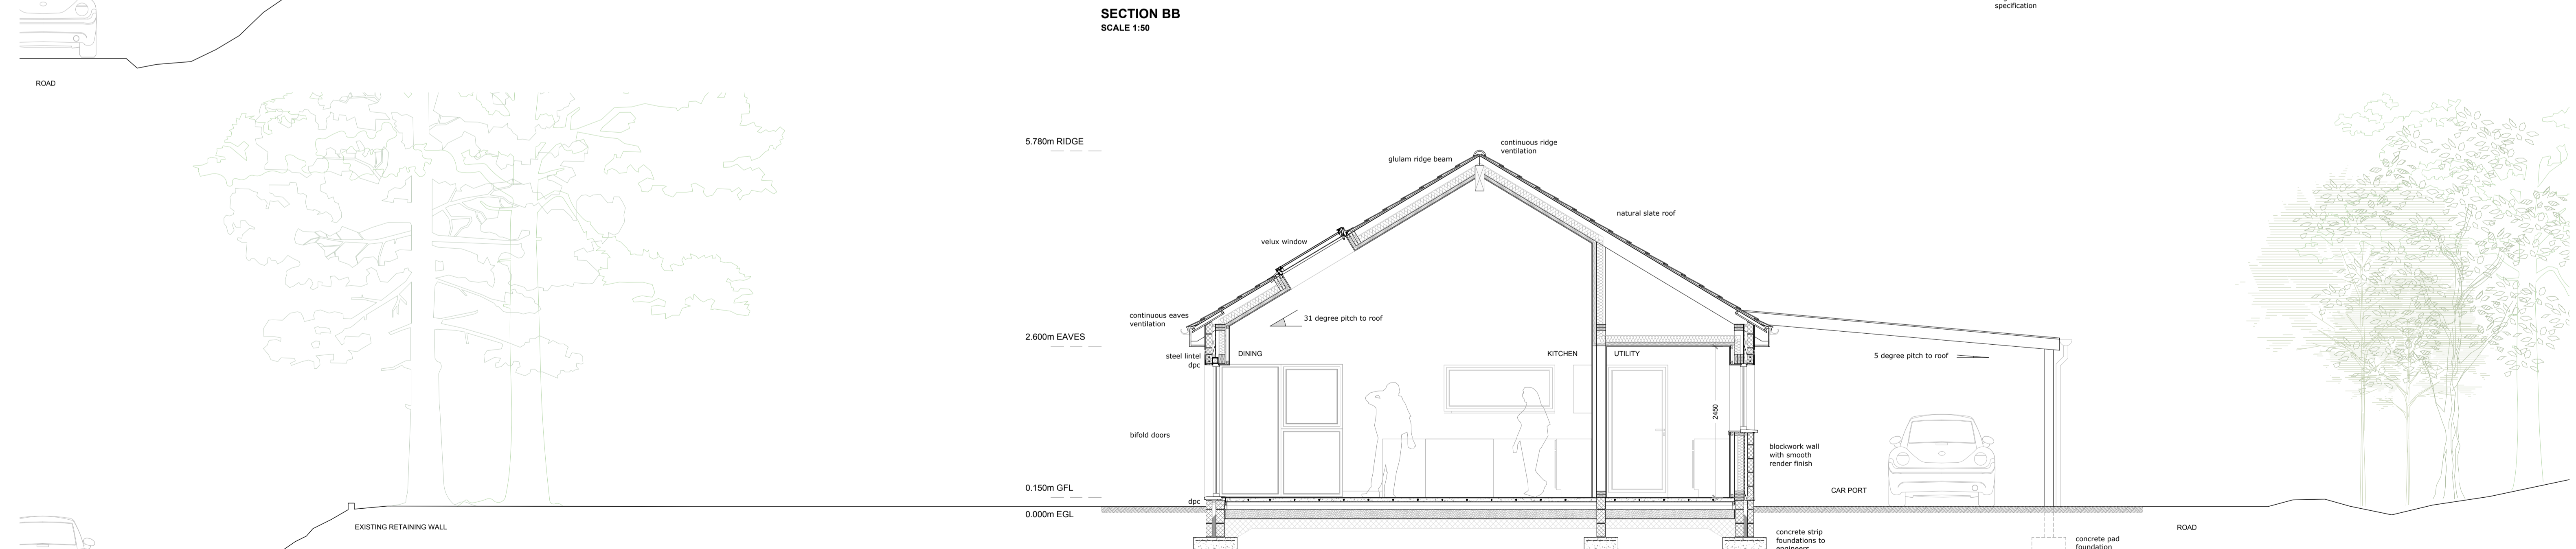 SECTION BB
SCALE 1:50
specification
ROAD
5.780m RIDGE
continuous ridge
ventilation
glulam ridge beam
natural slate roof
velux window
continuous eaves
ventilation
31 degree pitch to roof
2.600m EAVES
steel lintel
dpc
DINING
KITCHEN
UTILITY
5 degree pitch to roof
2450
bifold doors
blockwork wall
with smooth
render finish
0.150m GFL
dpc
CAR PORT
0.000m EGL
EXISTING RETAINING WALL
ROAD
concrete strip
foundations to
engineers
concrete pad
foundation